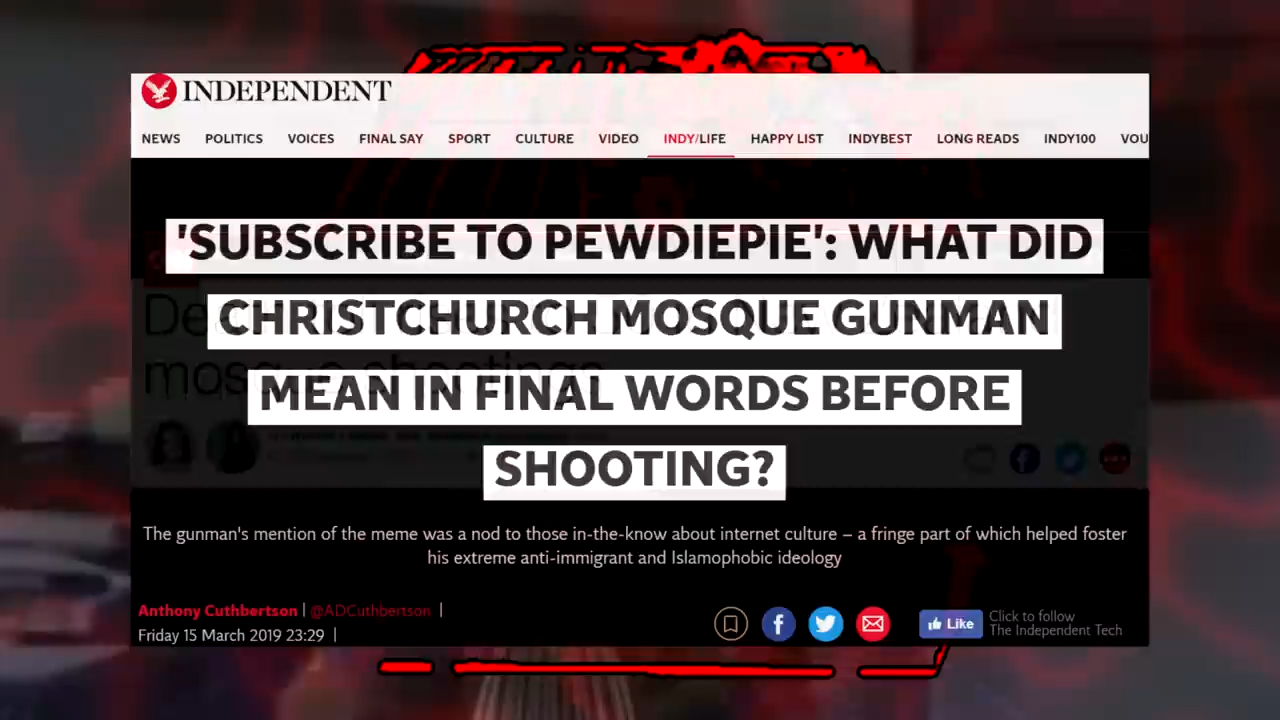 INDEPENDENT
NEWS POLITICS VOICES FINAL SAY SPORT CULTURE VIDEO INDY/LIFE HAPPY LIST INDYBEST LONG READS INDY100 VOU
'SUBSCRIBE TO PEWDIEPIE': WHAT DID
CHRISTCHURCH MOSQUE GUNMAN
MEAN IN FINAL WORDS BEFORE
SHOOTING?
mosque shootings
The gunman's mention of the meme was a nod to those in-the-know about internet culture – a fringe part of which helped foster
his extreme anti-immigrant and Islamophobic ideology
Anthony Cuthbertson | @ADCuthbertson |
Friday 15 March 2019 23:29 |
Like
Click to follow
The Independent Tech